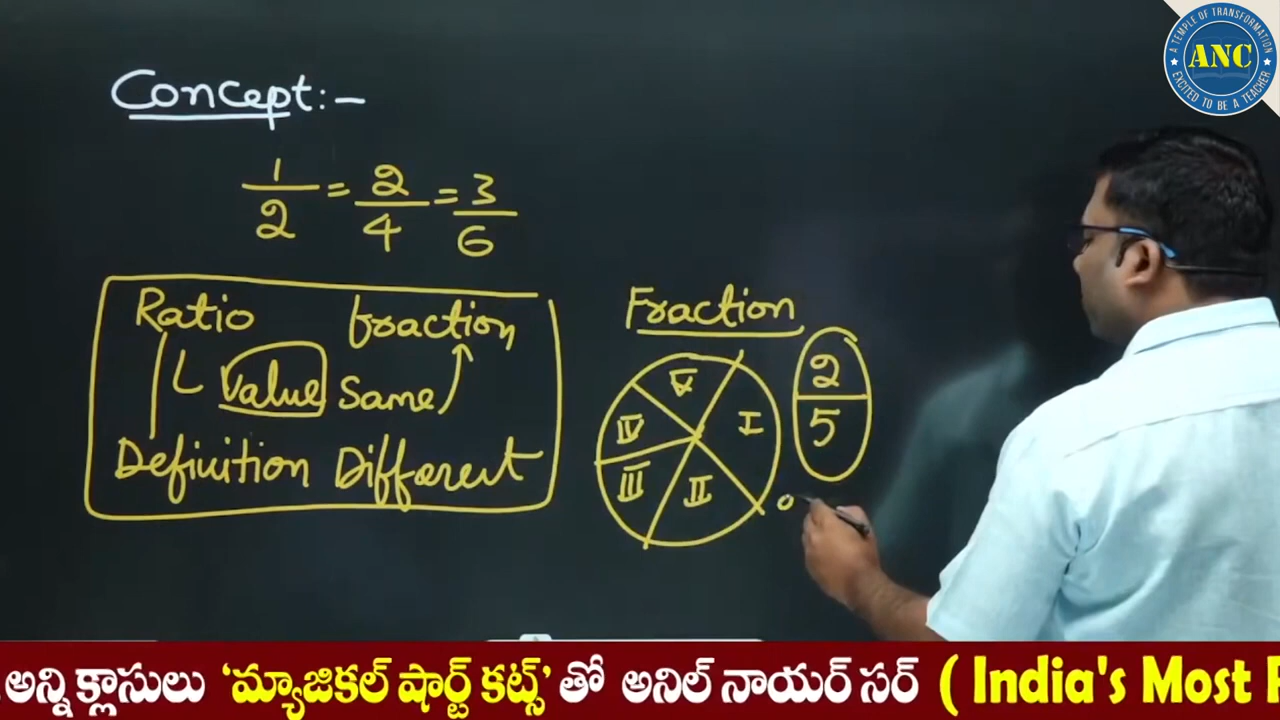 A TEMPLE OF TRANSFORMATION
ANC
EXCITED TO BE A TEACHER
Concept:-
1/2 = 2/4 = 3/6
Ratio fraction
Value Same
Definition Different
Fraction
V
I
IV
III
II
2/5
అన్ని క్లాసులు 'మ్యాజికల్ షార్ట్ కట్స్' తో అనిల్ నాయర్ సర్ ( India's Most